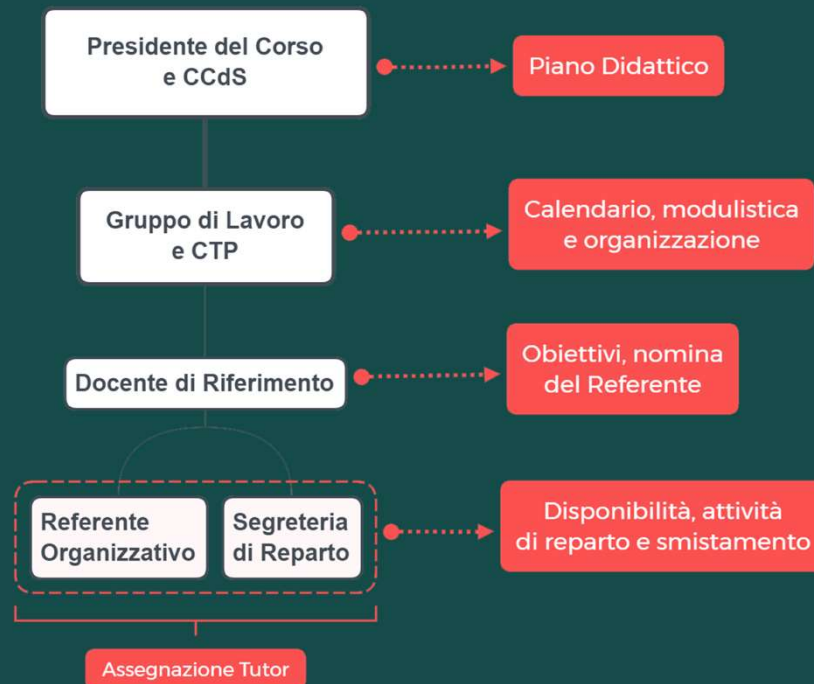 Presidente del Corso
e CCdS
Piano Didattico
Gruppo di Lavoro
e CTP
Calendario, modulistica
e organizzazione
Docente di Riferimento
Obiettivi, nomina
del Referente
Referente
Organizzativo
Segreteria
di Reparto
Disponibilità, attività
di reparto e smistamento
Assegnazione Tutor